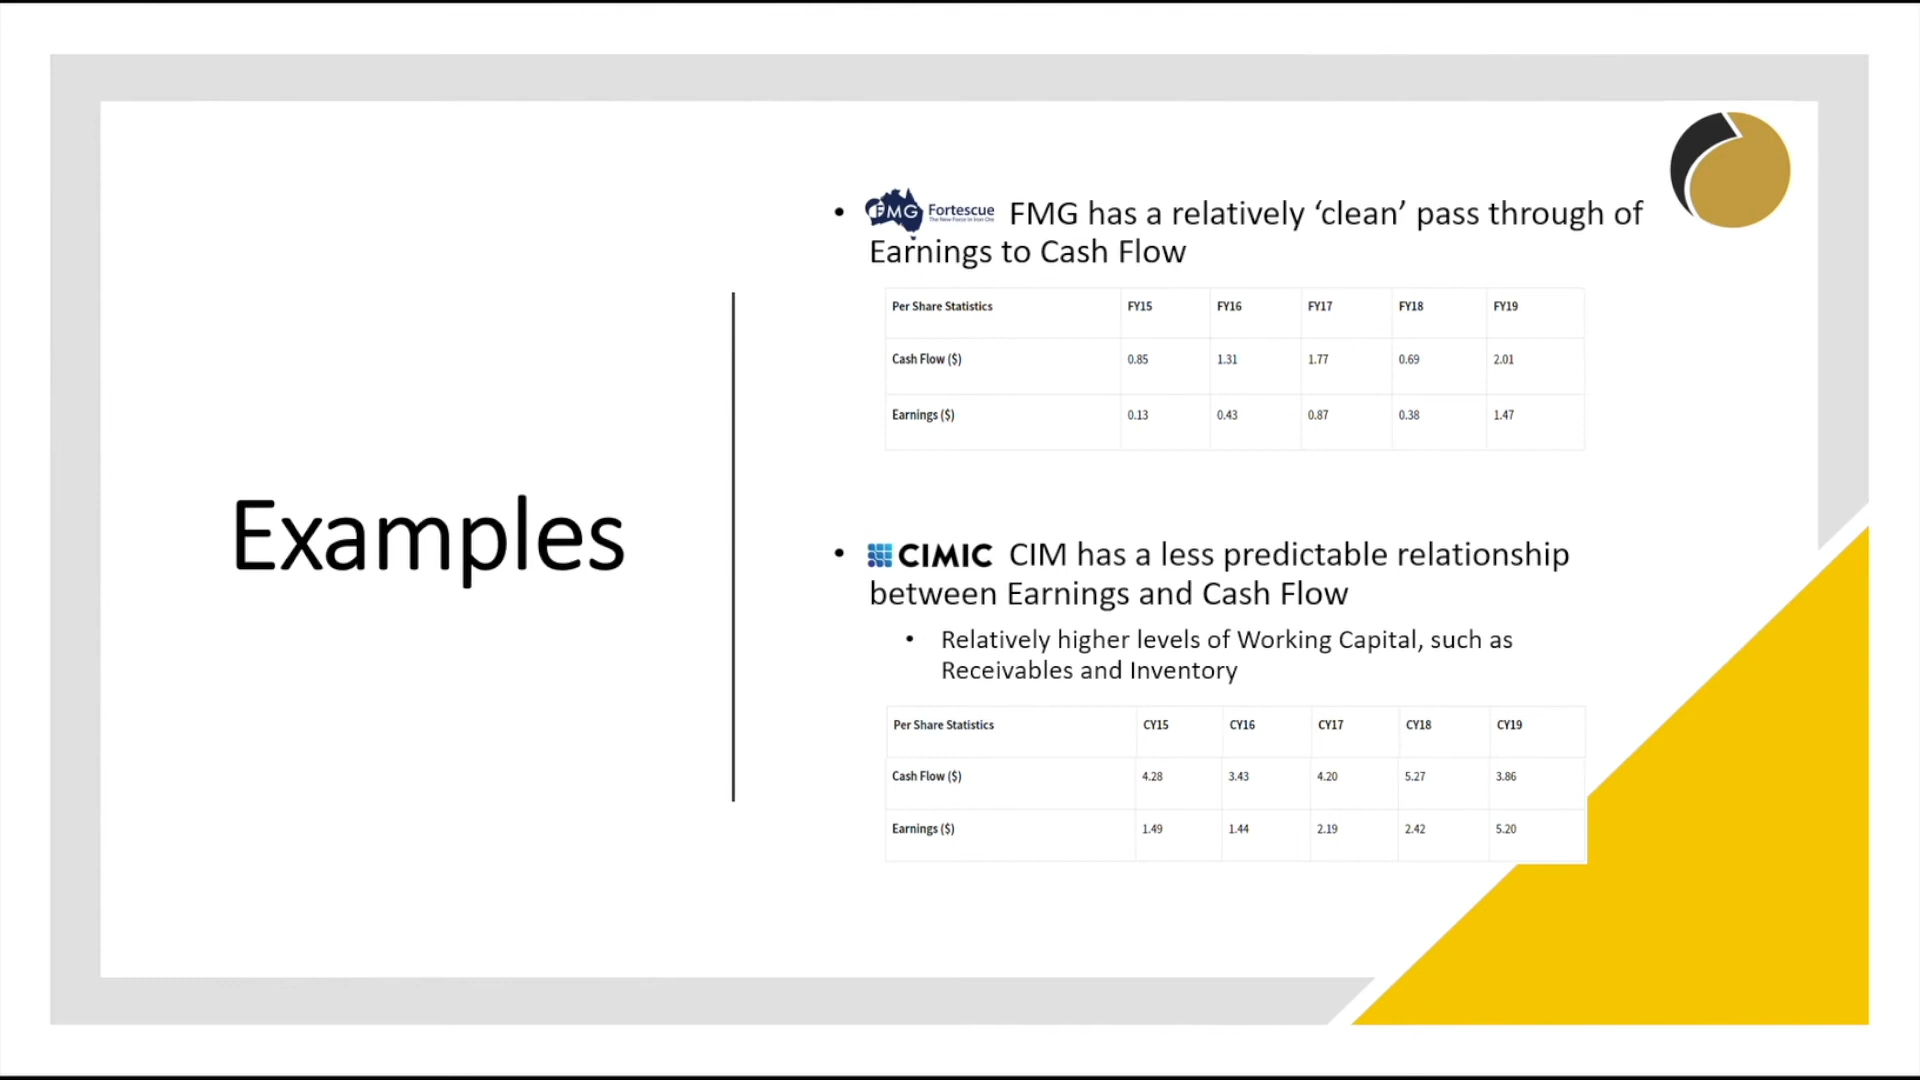 Examples
• FMG Fortescue FMG has a relatively ‘clean’ pass through of
The New Force in Iron Ore
Earnings to Cash Flow
Per Share Statistics FY15 FY16 FY17 FY18 FY19
Cash Flow ($) 0.85 1.31 1.77 0.69 2.01
Earnings ($) 0.13 0.43 0.87 0.38 1.47
• CIMIC CIM has a less predictable relationship
between Earnings and Cash Flow
• Relatively higher levels of Working Capital, such as
Receivables and Inventory
Per Share Statistics CY15 CY16 CY17 CY18 CY19
Cash Flow ($) 4.28 3.43 4.20 5.27 3.86
Earnings ($) 1.49 1.44 2.19 2.42 5.20